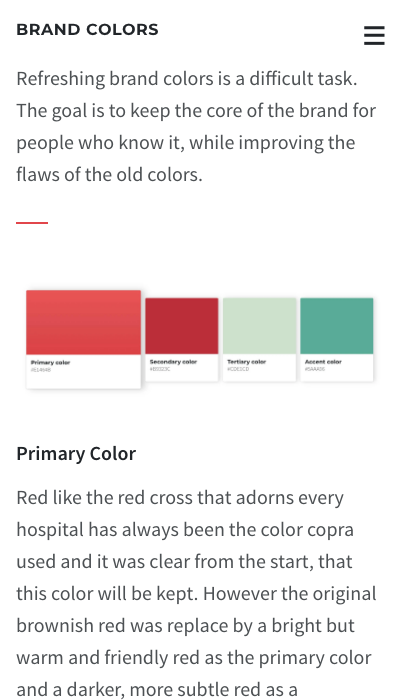 BRAND COLORS
Refreshing brand colors is a difficult task.
The goal is to keep the core of the brand for
people who know it, while improving the
flaws of the old colors.
Primary color
Secondary color
Tertiary color
Accent color
Primary Color
Red like the red cross that adorns every
hospital has always been the color copra
used and it was clear from the start, that
this color will be kept. However the original
brownish red was replace by a bright but
warm and friendly red as the primary color
and a darker, more subtle red as a